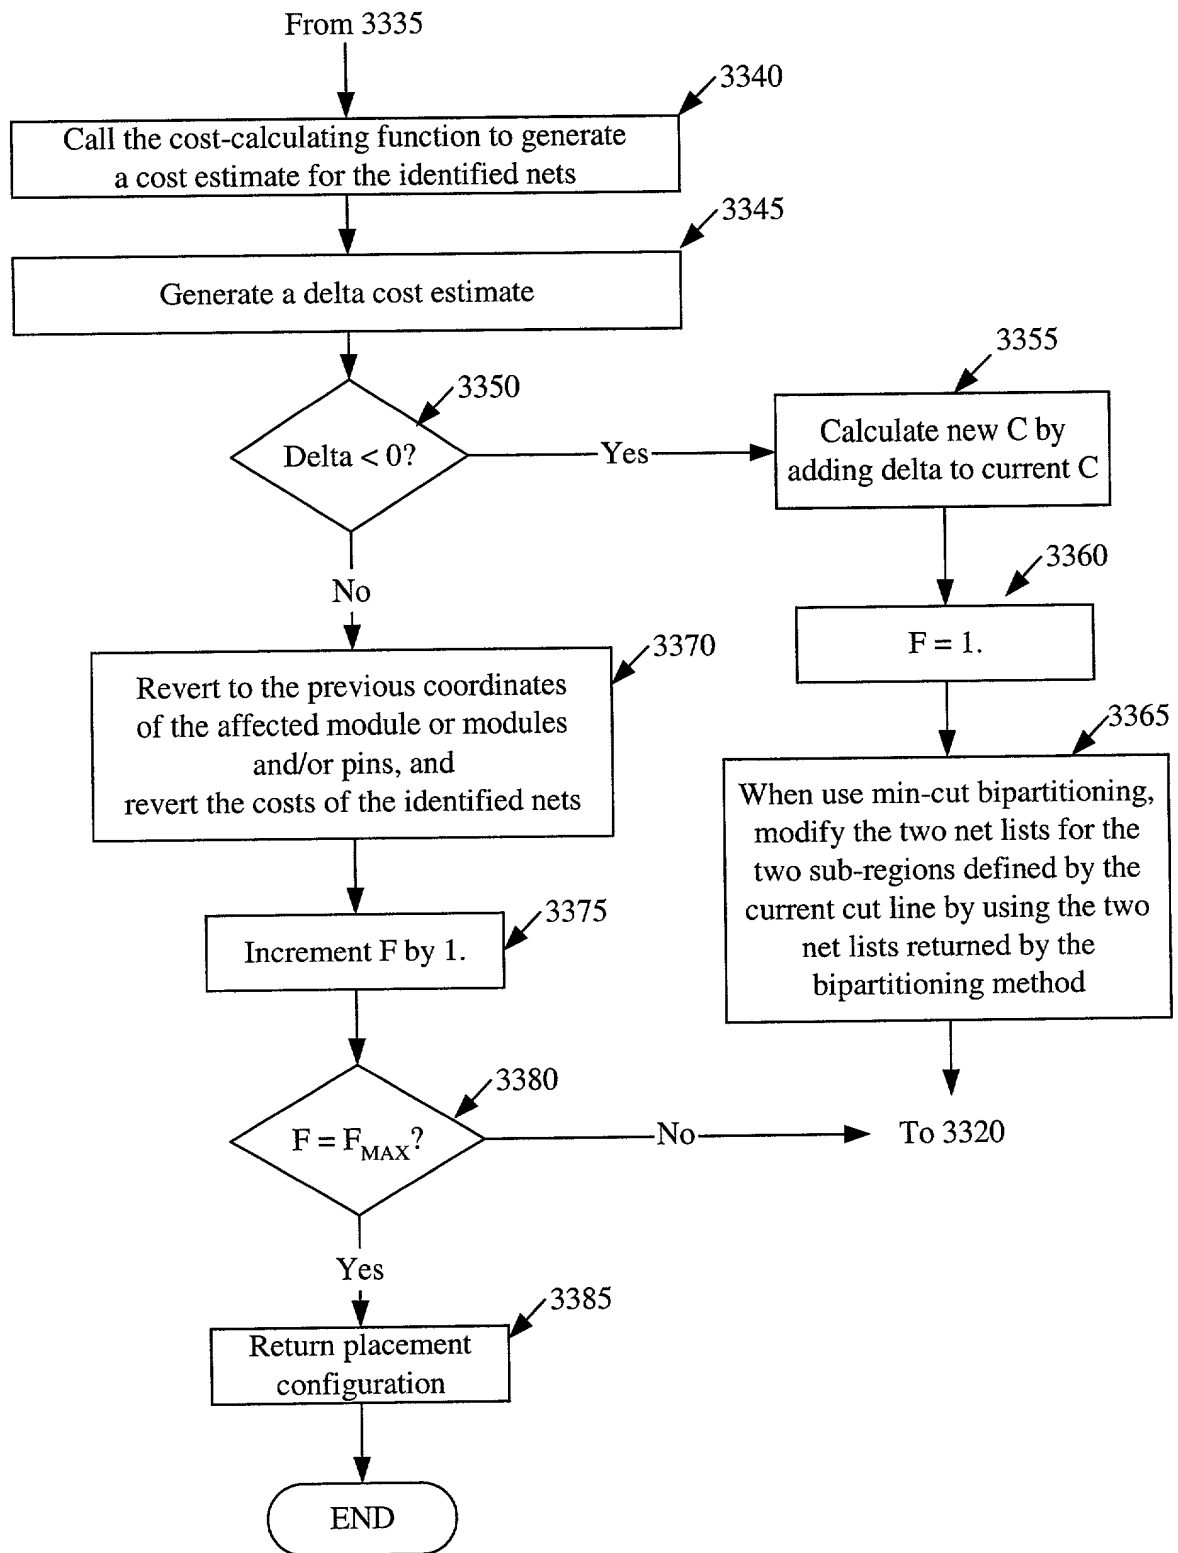 From 3335
3340
Call the cost-calculating function to generate
a cost estimate for the identified nets
3345
Generate a delta cost estimate
3350
Delta < 0?
Yes
3355
Calculate new C by
adding delta to current C
No
3360
F = 1.
3370
Revert to the previous coordinates
of the affected module or modules
and/or pins, and
revert the costs of the identified nets
3365
When use min-cut bipartitioning,
modify the two net lists for the
two sub-regions defined by the
current cut line by using the two
net lists returned by the
bipartitioning method
3375
Increment F by 1.
3380
F = FMAX?
No
To 3320
Yes
3385
Return placement
configuration
END